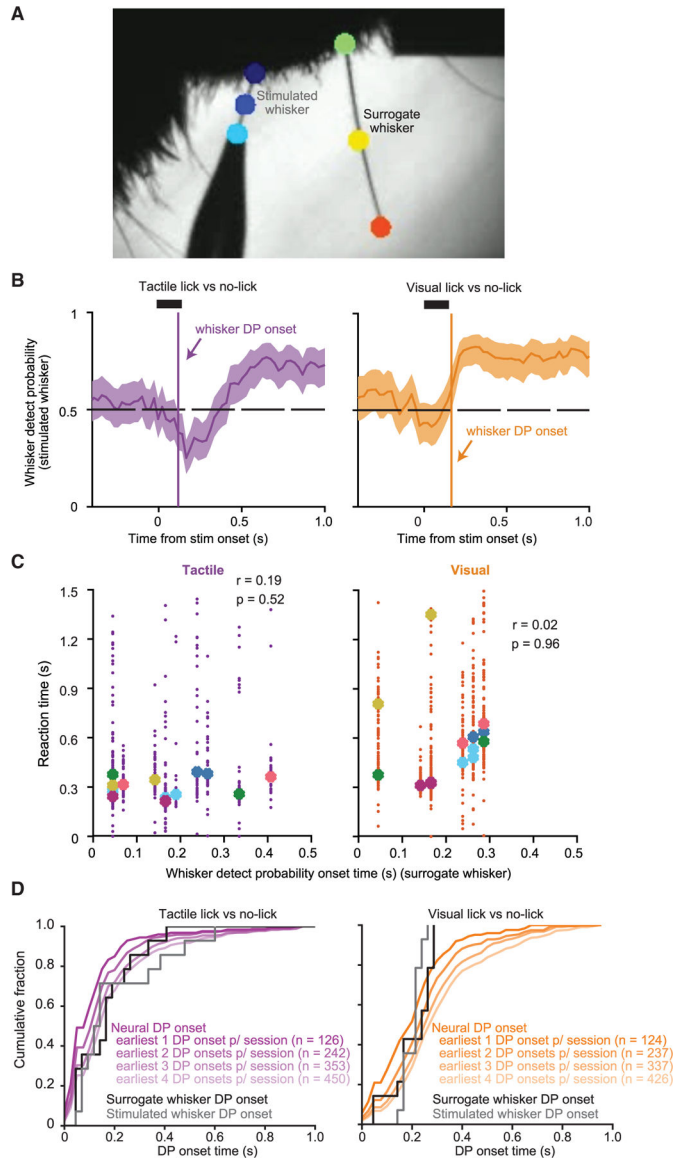 A
Stimulated
whisker
Surrogate
whisker
B
Tactile lick vs no-lick
Visual lick vs no-lick
Whisker detect probability
(stimulated whisker)
1
0.5
0
whisker DP onset
whisker DP onset
0 0.5 1.0
0 0.5 1.0
Time from stim onset (s)
Time from stim onset (s)
C
Tactile
Visual
r = 0.19
p = 0.52
r = 0.02
p = 0.96
Reaction time (s)
1.5
1.2
0.9
0.6
0.3
0
0 0.1 0.2 0.3 0.4 0.5
0 0.1 0.2 0.3 0.4 0.5
Whisker detect probability onset time (s) (surrogate whisker)
D
Tactile lick vs no-lick
Visual lick vs no-lick
Cumulative fraction
1.0
0.8
0.6
0.4
0.2
0
Neural DP onset
earliest 1 DP onset p/ session (n = 126)
earliest 2 DP onsets p/ session (n = 242)
earliest 3 DP onsets p/ session (n = 353)
earliest 4 DP onsets p/ session (n = 450)
Surrogate whisker DP onset
Stimulated whisker DP onset
Neural DP onset
earliest 1 DP onset p/ session (n = 124)
earliest 2 DP onsets p/ session (n = 237)
earliest 3 DP onsets p/ session (n = 337)
earliest 4 DP onsets p/ session (n = 426)
Surrogate whisker DP onset
Stimulated whisker DP onset
0 0.2 0.4 0.6 0.8 1.0
0 0.2 0.4 0.6 0.8 1.0
DP onset time (s)
DP onset time (s)